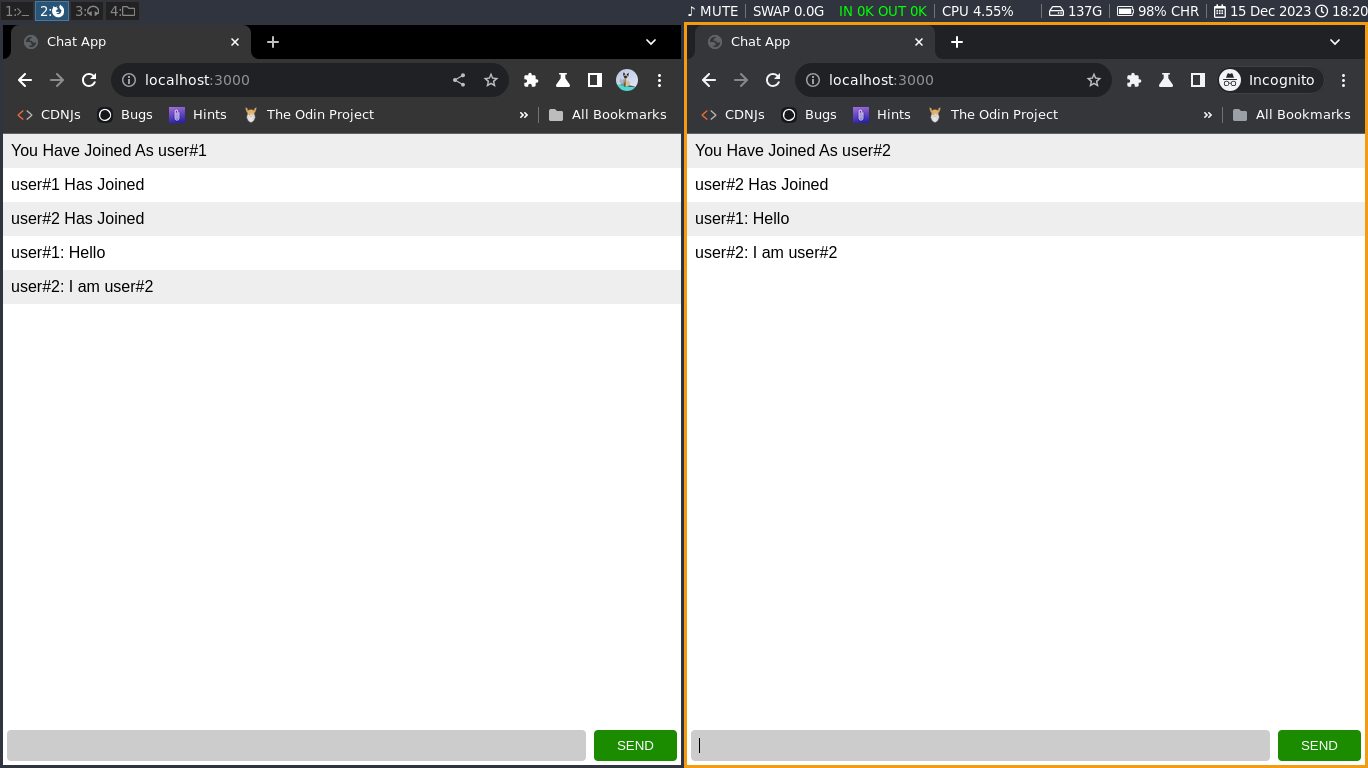 1:>_ 2: 3: 4: ♪ MUTE SWAP 0.0G IN 0K OUT 0K CPU 4.55% 137G 98% CHR 15 Dec 2023 18:20
Chat App
localhost:3000
CDNJs Bugs Hints The Odin Project » All Bookmarks
You Have Joined As user#1
user#1 Has Joined
user#2 Has Joined
user#1: Hello
user#2: I am user#2
SEND
Chat App
localhost:3000 Incognito
CDNJs Bugs Hints The Odin Project » All Bookmarks
You Have Joined As user#2
user#2 Has Joined
user#1: Hello
user#2: I am user#2
SEND